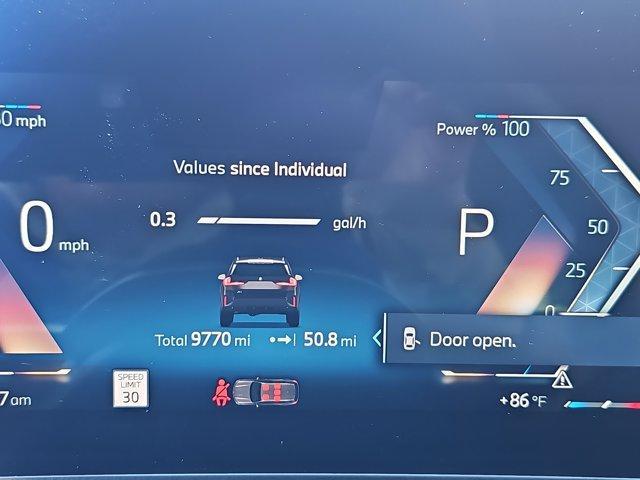 0 mph
Power % 100
Values since Individual
75
0.3 gal/h
0 mph
P
50
25
0
Total 9770 mi 50.8 mi
Door open.
7 am
SPEED LIMIT 30
+86 °F